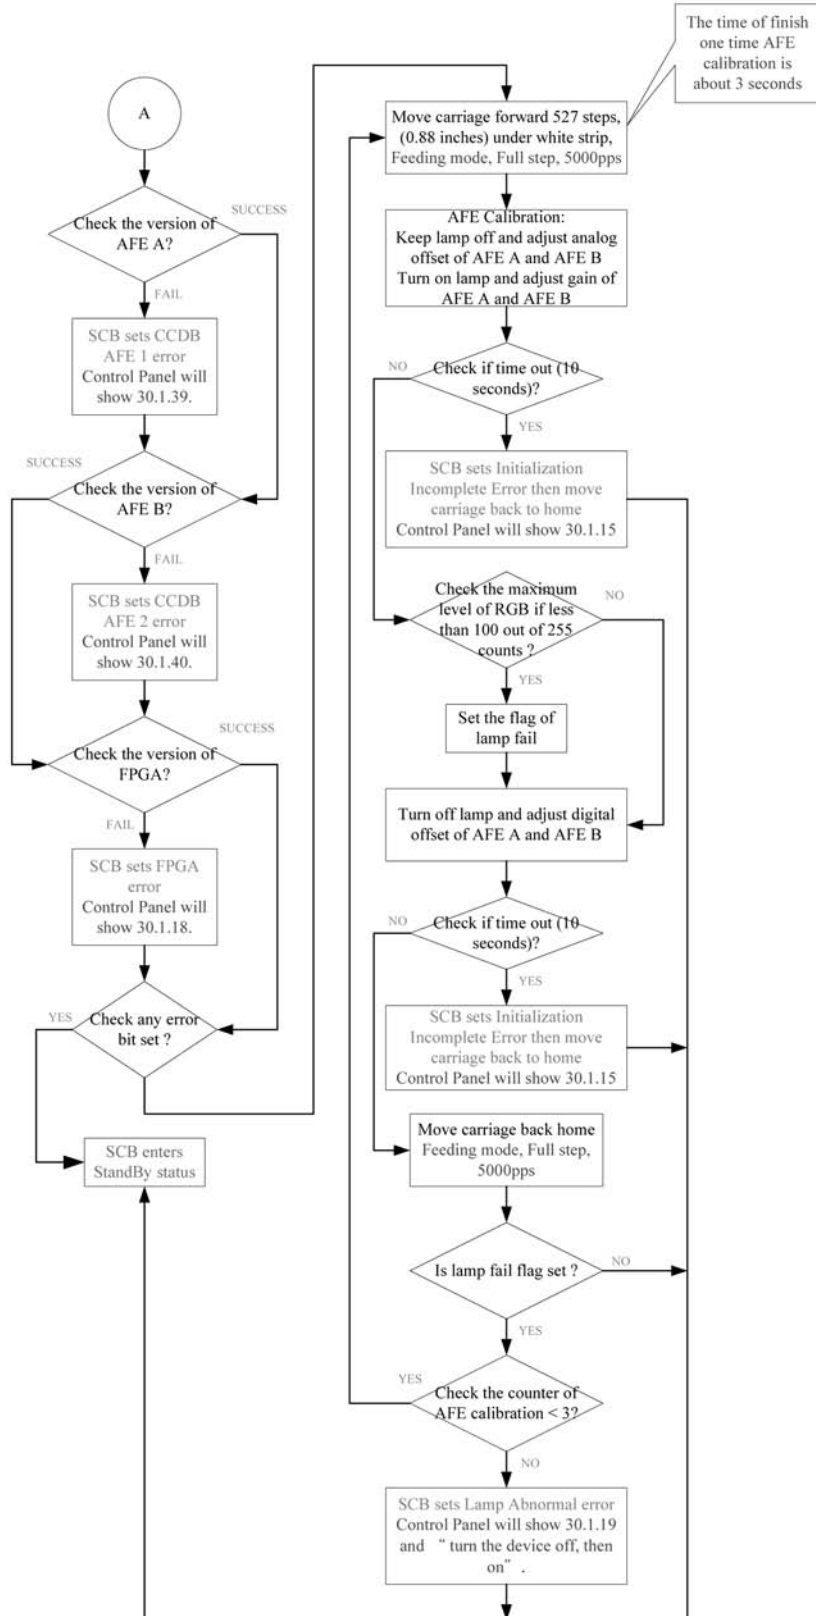 A
Check the version of
AFE A?
SUCCESS
FAIL
SCB sets CCDB
AFE 1 error
Control Panel will
show 30.1.39.
SUCCESS
Check the version of
AFE B?
FAIL
SCB sets CCDB
AFE 2 error
Control Panel will
show 30.1.40.
SUCCESS
Check the version of
FPGA?
FAIL
SCB sets FPGA
error
Control Panel will
show 30.1.18.
YES
Check any error
bit set ?
SCB enters
StandBy status
The time of finish
one time AFE
calibration is
about 3 seconds
Move carriage forward 527 steps,
(0.88 inches) under white strip,
Feeding mode, Full step, 5000pps
AFE Calibration:
Keep lamp off and adjust analog
offset of AFE A and AFE B
Turn on lamp and adjust gain of
AFE A and AFE B
NO
Check if time out (10
seconds)?
YES
SCB sets Initialization
Incomplete Error then move
carriage back to home
Control Panel will show 30.1.15
Check the maximum
level of RGB if less
than 100 out of 255
counts ?
NO
YES
Set the flag of
lamp fail
Turn off lamp and adjust digital
offset of AFE A and AFE B
NO
Check if time out (10
seconds)?
YES
SCB sets Initialization
Incomplete Error then move
carriage back to home
Control Panel will show 30.1.15
Move carriage back home
Feeding mode, Full step,
5000pps
Is lamp fail flag set ?
NO
YES
YES
Check the counter of
AFE calibration < 3?
NO
SCB sets Lamp Abnormal error
Control Panel will show 30.1.19
and “ turn the device off, then
on” .